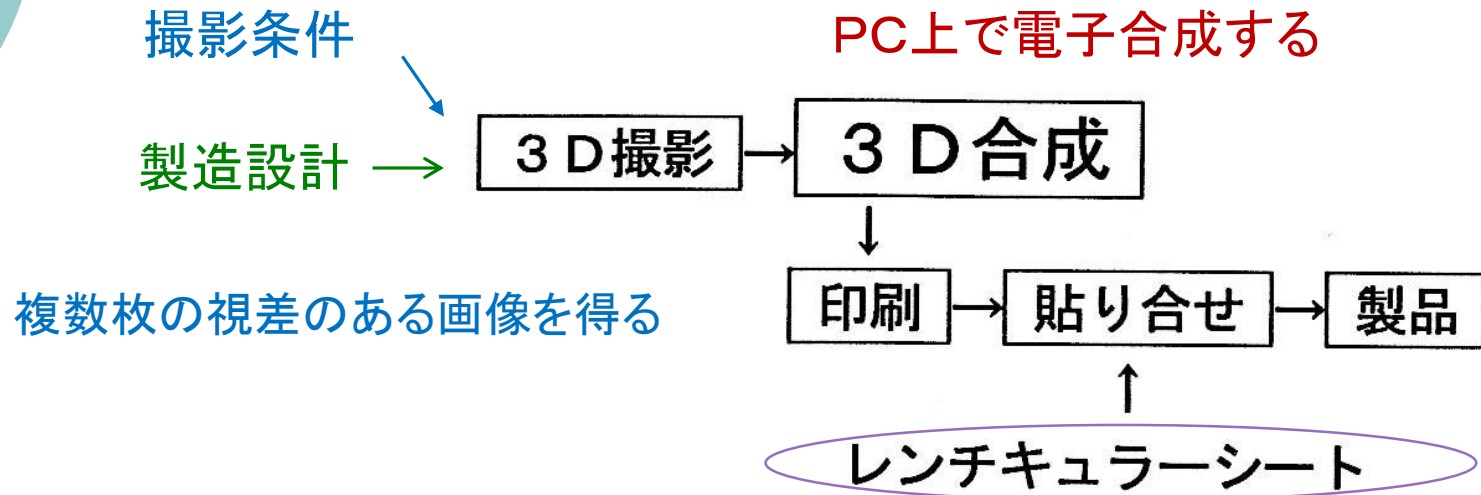 撮影条件
PC上で電子合成する
製造設計 → 3D撮影 → 3D合成
↓
複数枚の視差のある画像を得る
印刷 → 貼り合せ → 製品
↑
レンチキュラーシート